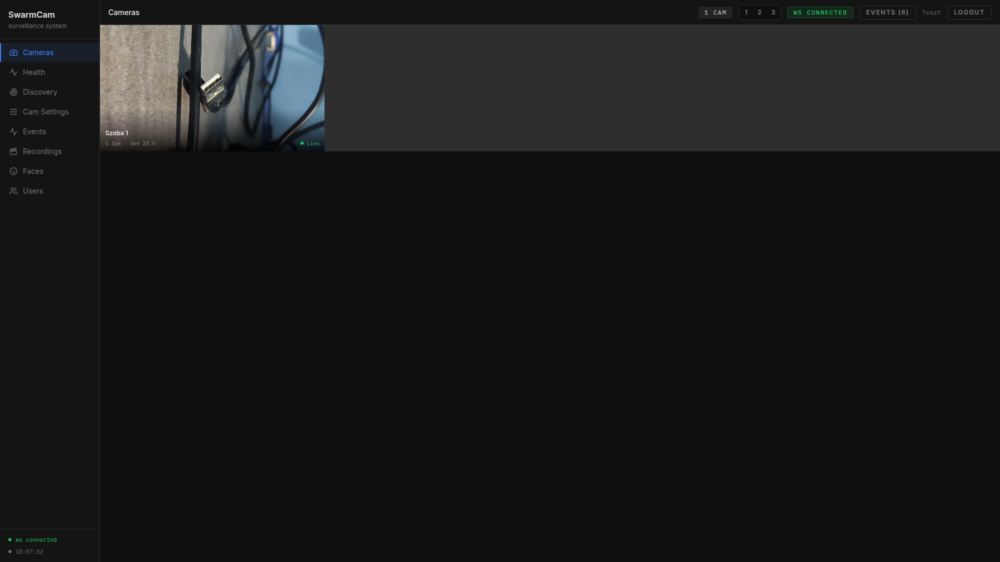 SwarmCam
surveillance system
Cameras
Health
Discovery
Cam Settings
Events
Recordings
Faces
Users
ws connected
10:07:32
Cameras
1 CAM
1 2 3
WS CONNECTED
EVENTS (6)
Teszt
LOGOUT
Szoba 1
5 fps · det 23.5
Live